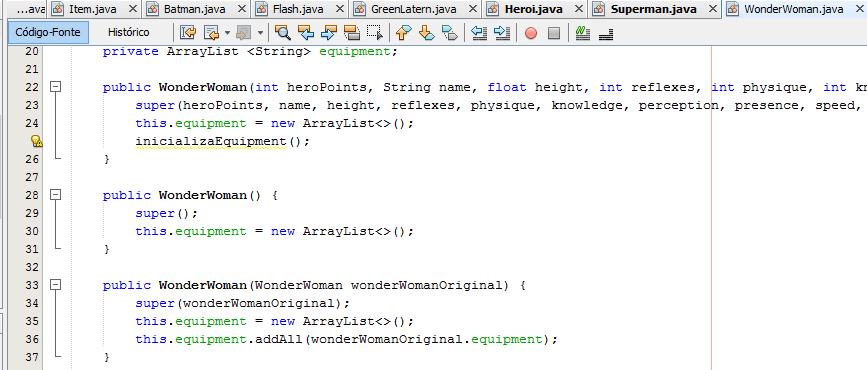 ...ava Item.java Batman.java Flash.java GreenLatern.java Heroi.java Superman.java WonderWoman.java
Código-Fonte Histórico
20 private ArrayList <String> equipment;
21
22 public WonderWoman(int heroPoints, String name, float height, int reflexes, int physique, int kn
23 super(heroPoints, name, height, reflexes, physique, knowledge, perception, presence, speed,
24 this.equipment = new ArrayList<>();
inicializaEquipment();
26 }
27
28 public WonderWoman() {
29 super();
30 this.equipment = new ArrayList<>();
31 }
32
33 public WonderWoman(WonderWoman wonderWomanOriginal) {
34 super(wonderWomanOriginal);
35 this.equipment = new ArrayList<>();
36 this.equipment.addAll(wonderWomanOriginal.equipment);
37 }